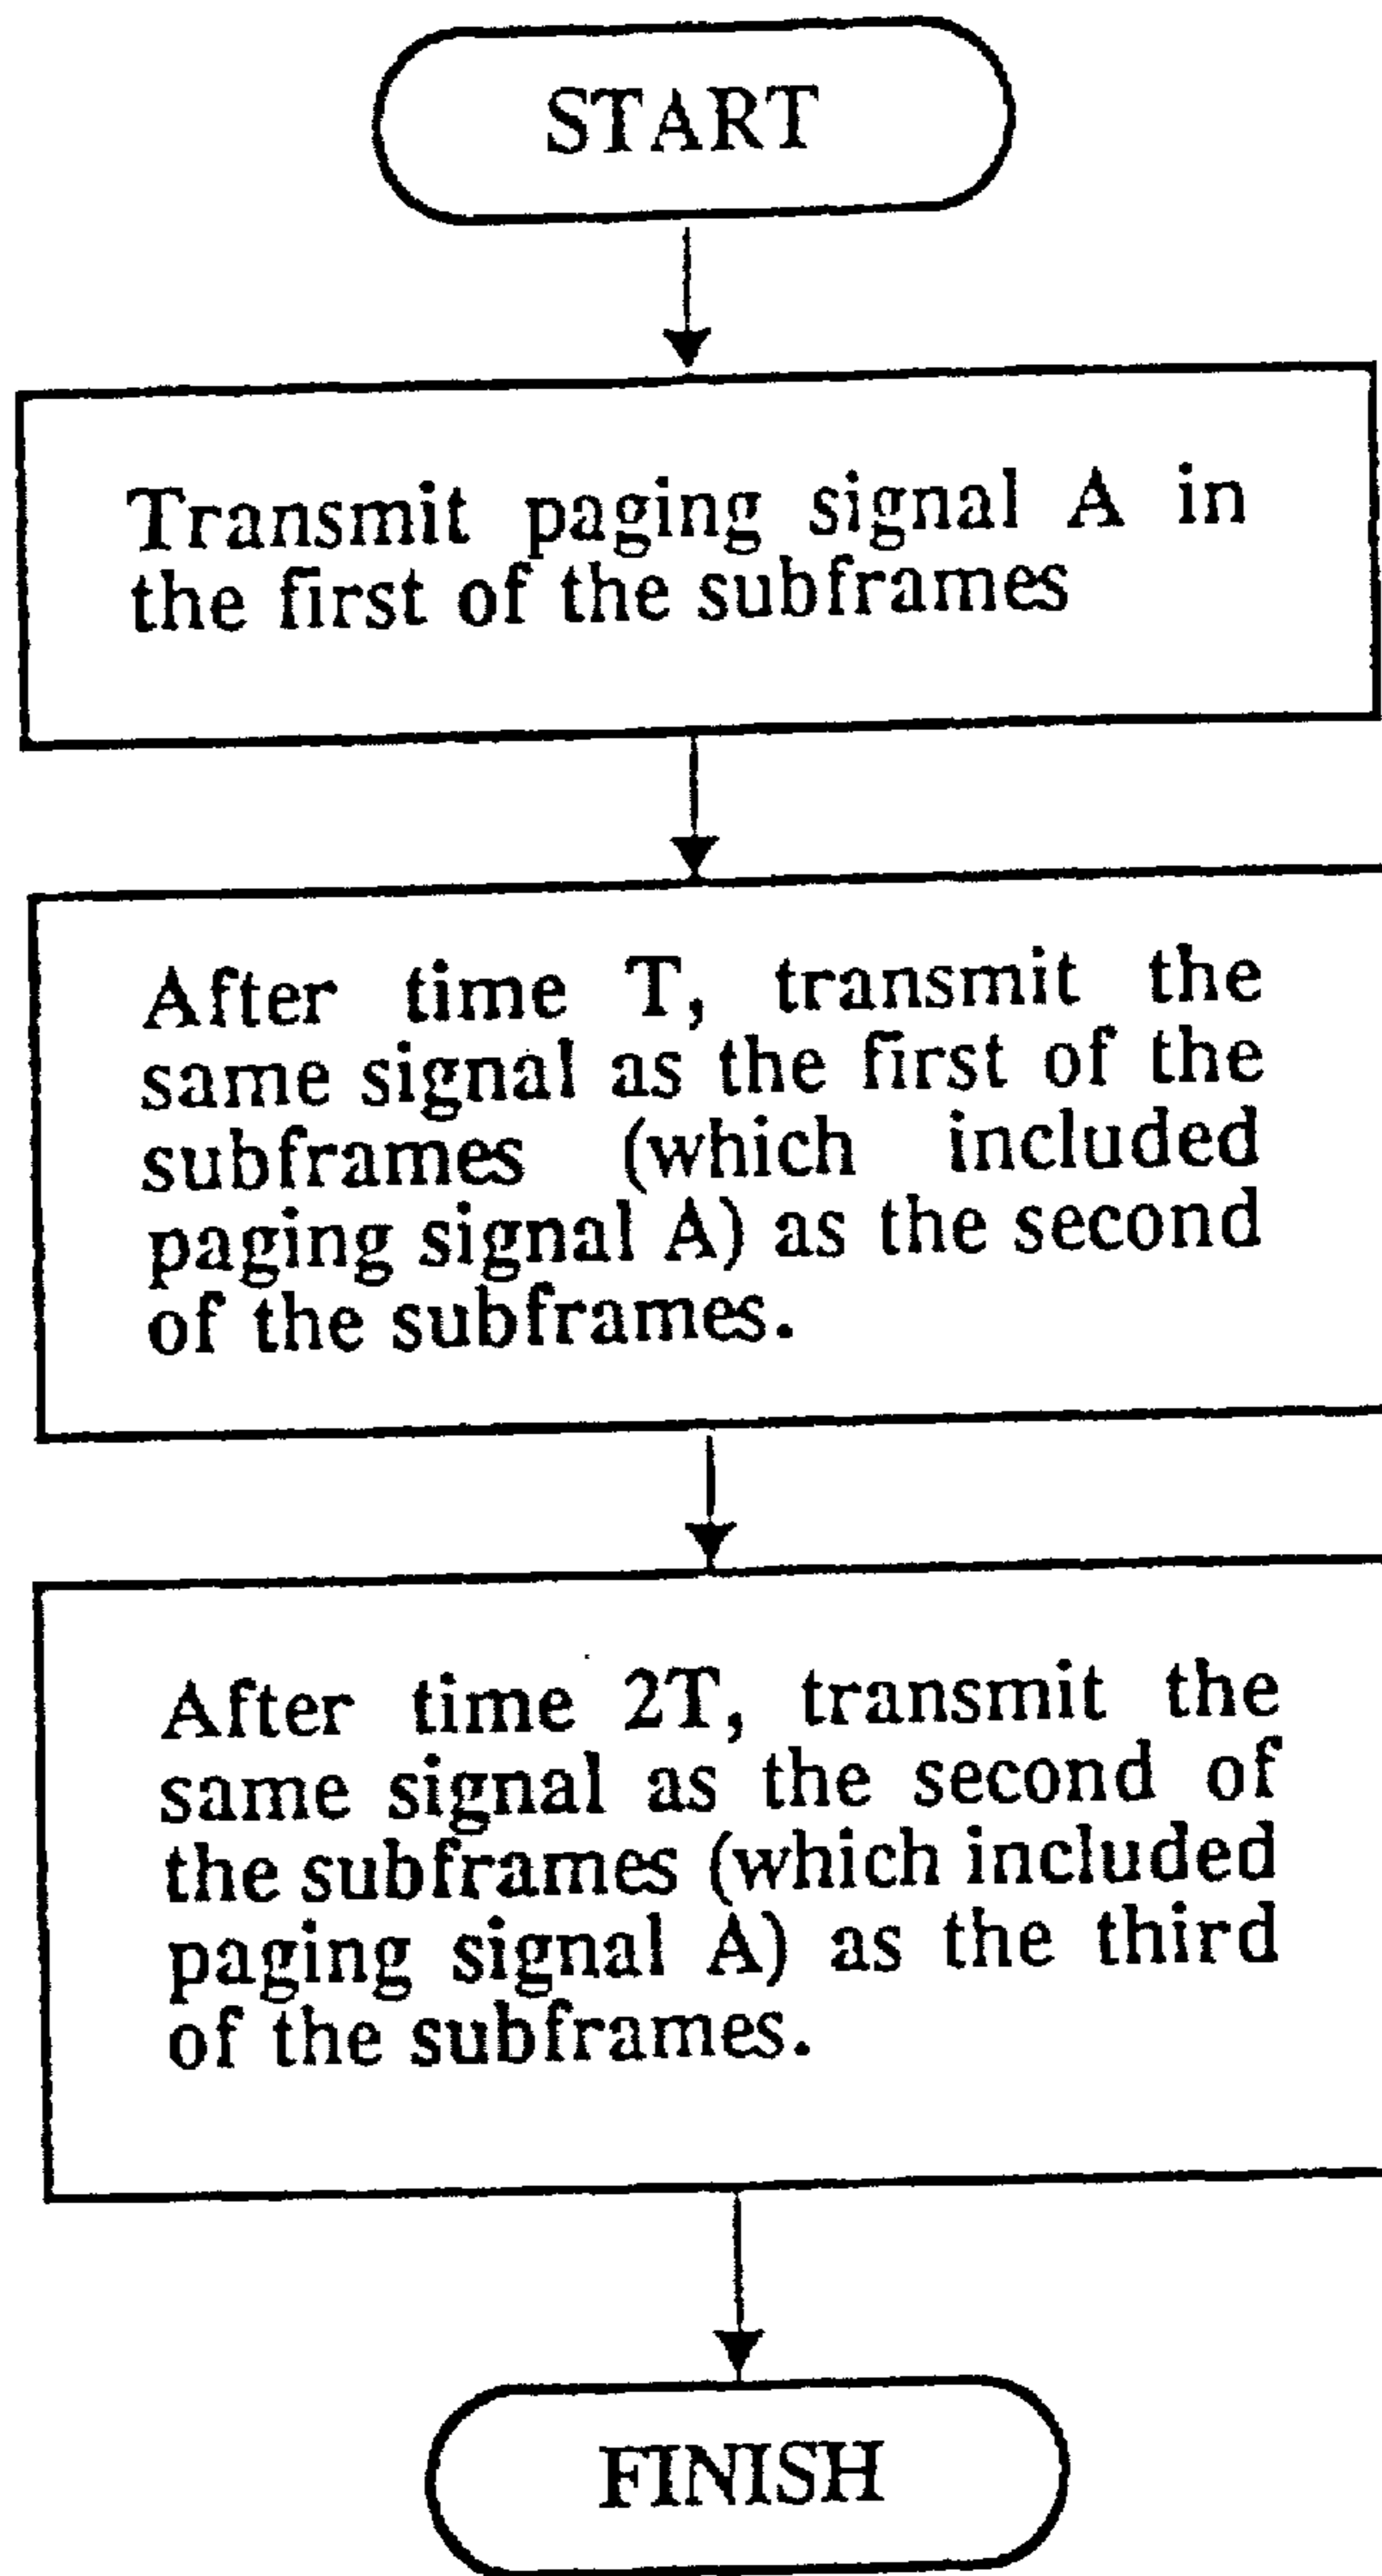 START
Transmit paging signal A in
the first of the subframes
After time T, transmit the
same signal as the first of the
subframes (which included
paging signal A) as the second
of the subframes.
After time 2T, transmit the
same signal as the second of
the subframes (which included
paging signal A) as the third
of the subframes.
FINISH